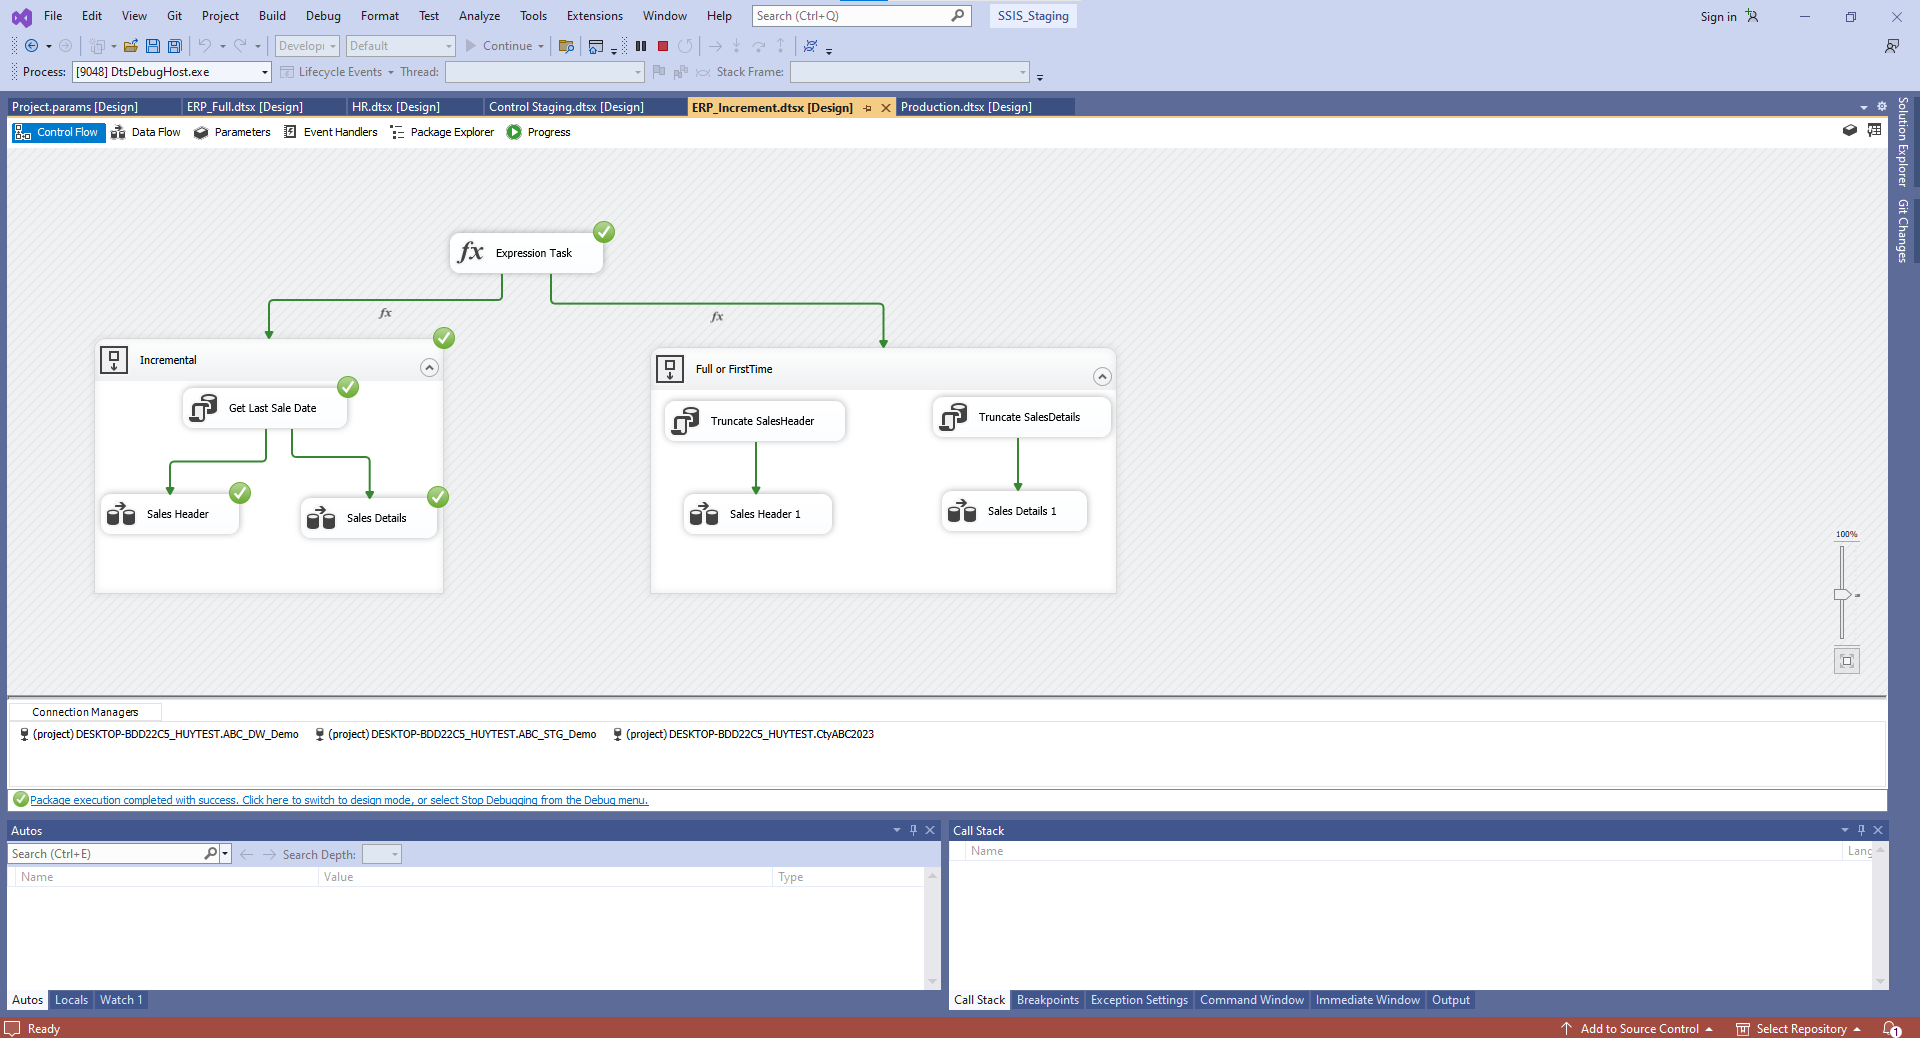 File Edit View Git Project Build Debug Format Test Analyze Tools Extensions Window Help Search (Ctrl+Q) SSIS_Staging Sign in
Developı Default Continue
Process: [9048] DtsDebugHost.exe Lifecycle Events Thread: Stack Frame:
Project.params [Design] ERP_Full.dtsx [Design] HR.dtsx [Design] Control Staging.dtsx [Design] ERP_Increment.dtsx [Design] Production.dtsx [Design]
Control Flow Data Flow Parameters Event Handlers Package Explorer Progress
Solution Explorer
Git Changes
fx Expression Task
fx
fx
Incremental
Full or FirstTime
Get Last Sale Date
Truncate SalesHeader
Truncate SalesDetails
Sales Header
Sales Details
Sales Header 1
Sales Details 1
100%
Connection Managers
(project) DESKTOP-BDD22C5_HUYTEST.ABC_DW_Demo (project) DESKTOP-BDD22C5_HUYTEST.ABC_STG_Demo (project) DESKTOP-BDD22C5_HUYTEST.CtyABC2023
Package execution completed with success. Click here to switch to design mode, or select Stop Debugging from the Debug menu.
Autos
Search (Ctrl+E) Search Depth:
Name Value Type
Autos Locals Watch 1
Call Stack
Name Lang
Call Stack Breakpoints Exception Settings Command Window Immediate Window Output
Ready Add to Source Control Select Repository 1